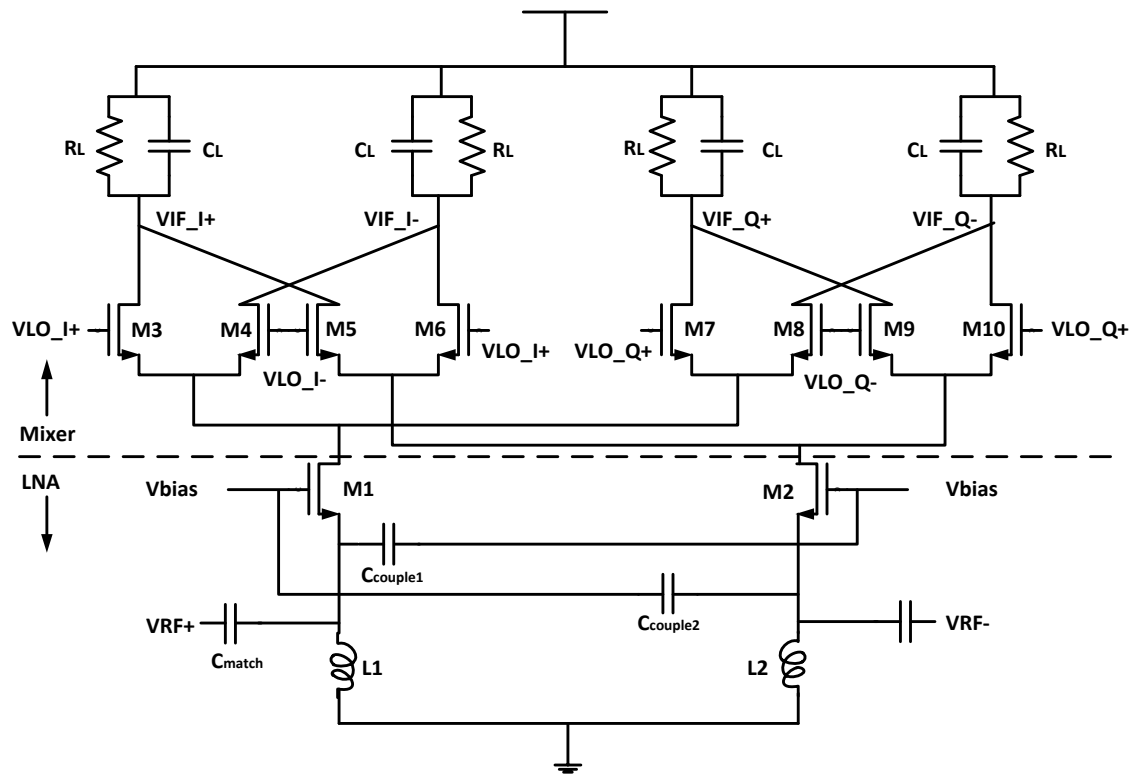 RL
CL
CL
RL
RL
CL
CL
RL
VIF_I+
VIF_I-
VIF_Q+
VIF_Q-
VLO_I+
M3
M4
M5
M6
VLO_I+
M7
M8
M9
M10
VLO_Q+
VLO_Q+
VLO_I-
VLO_Q-
Mixer
LNA
Vbias
M1
M2
Vbias
Ccouple1
Ccouple2
VRF+
VRF-
Cmatch
L1
L2